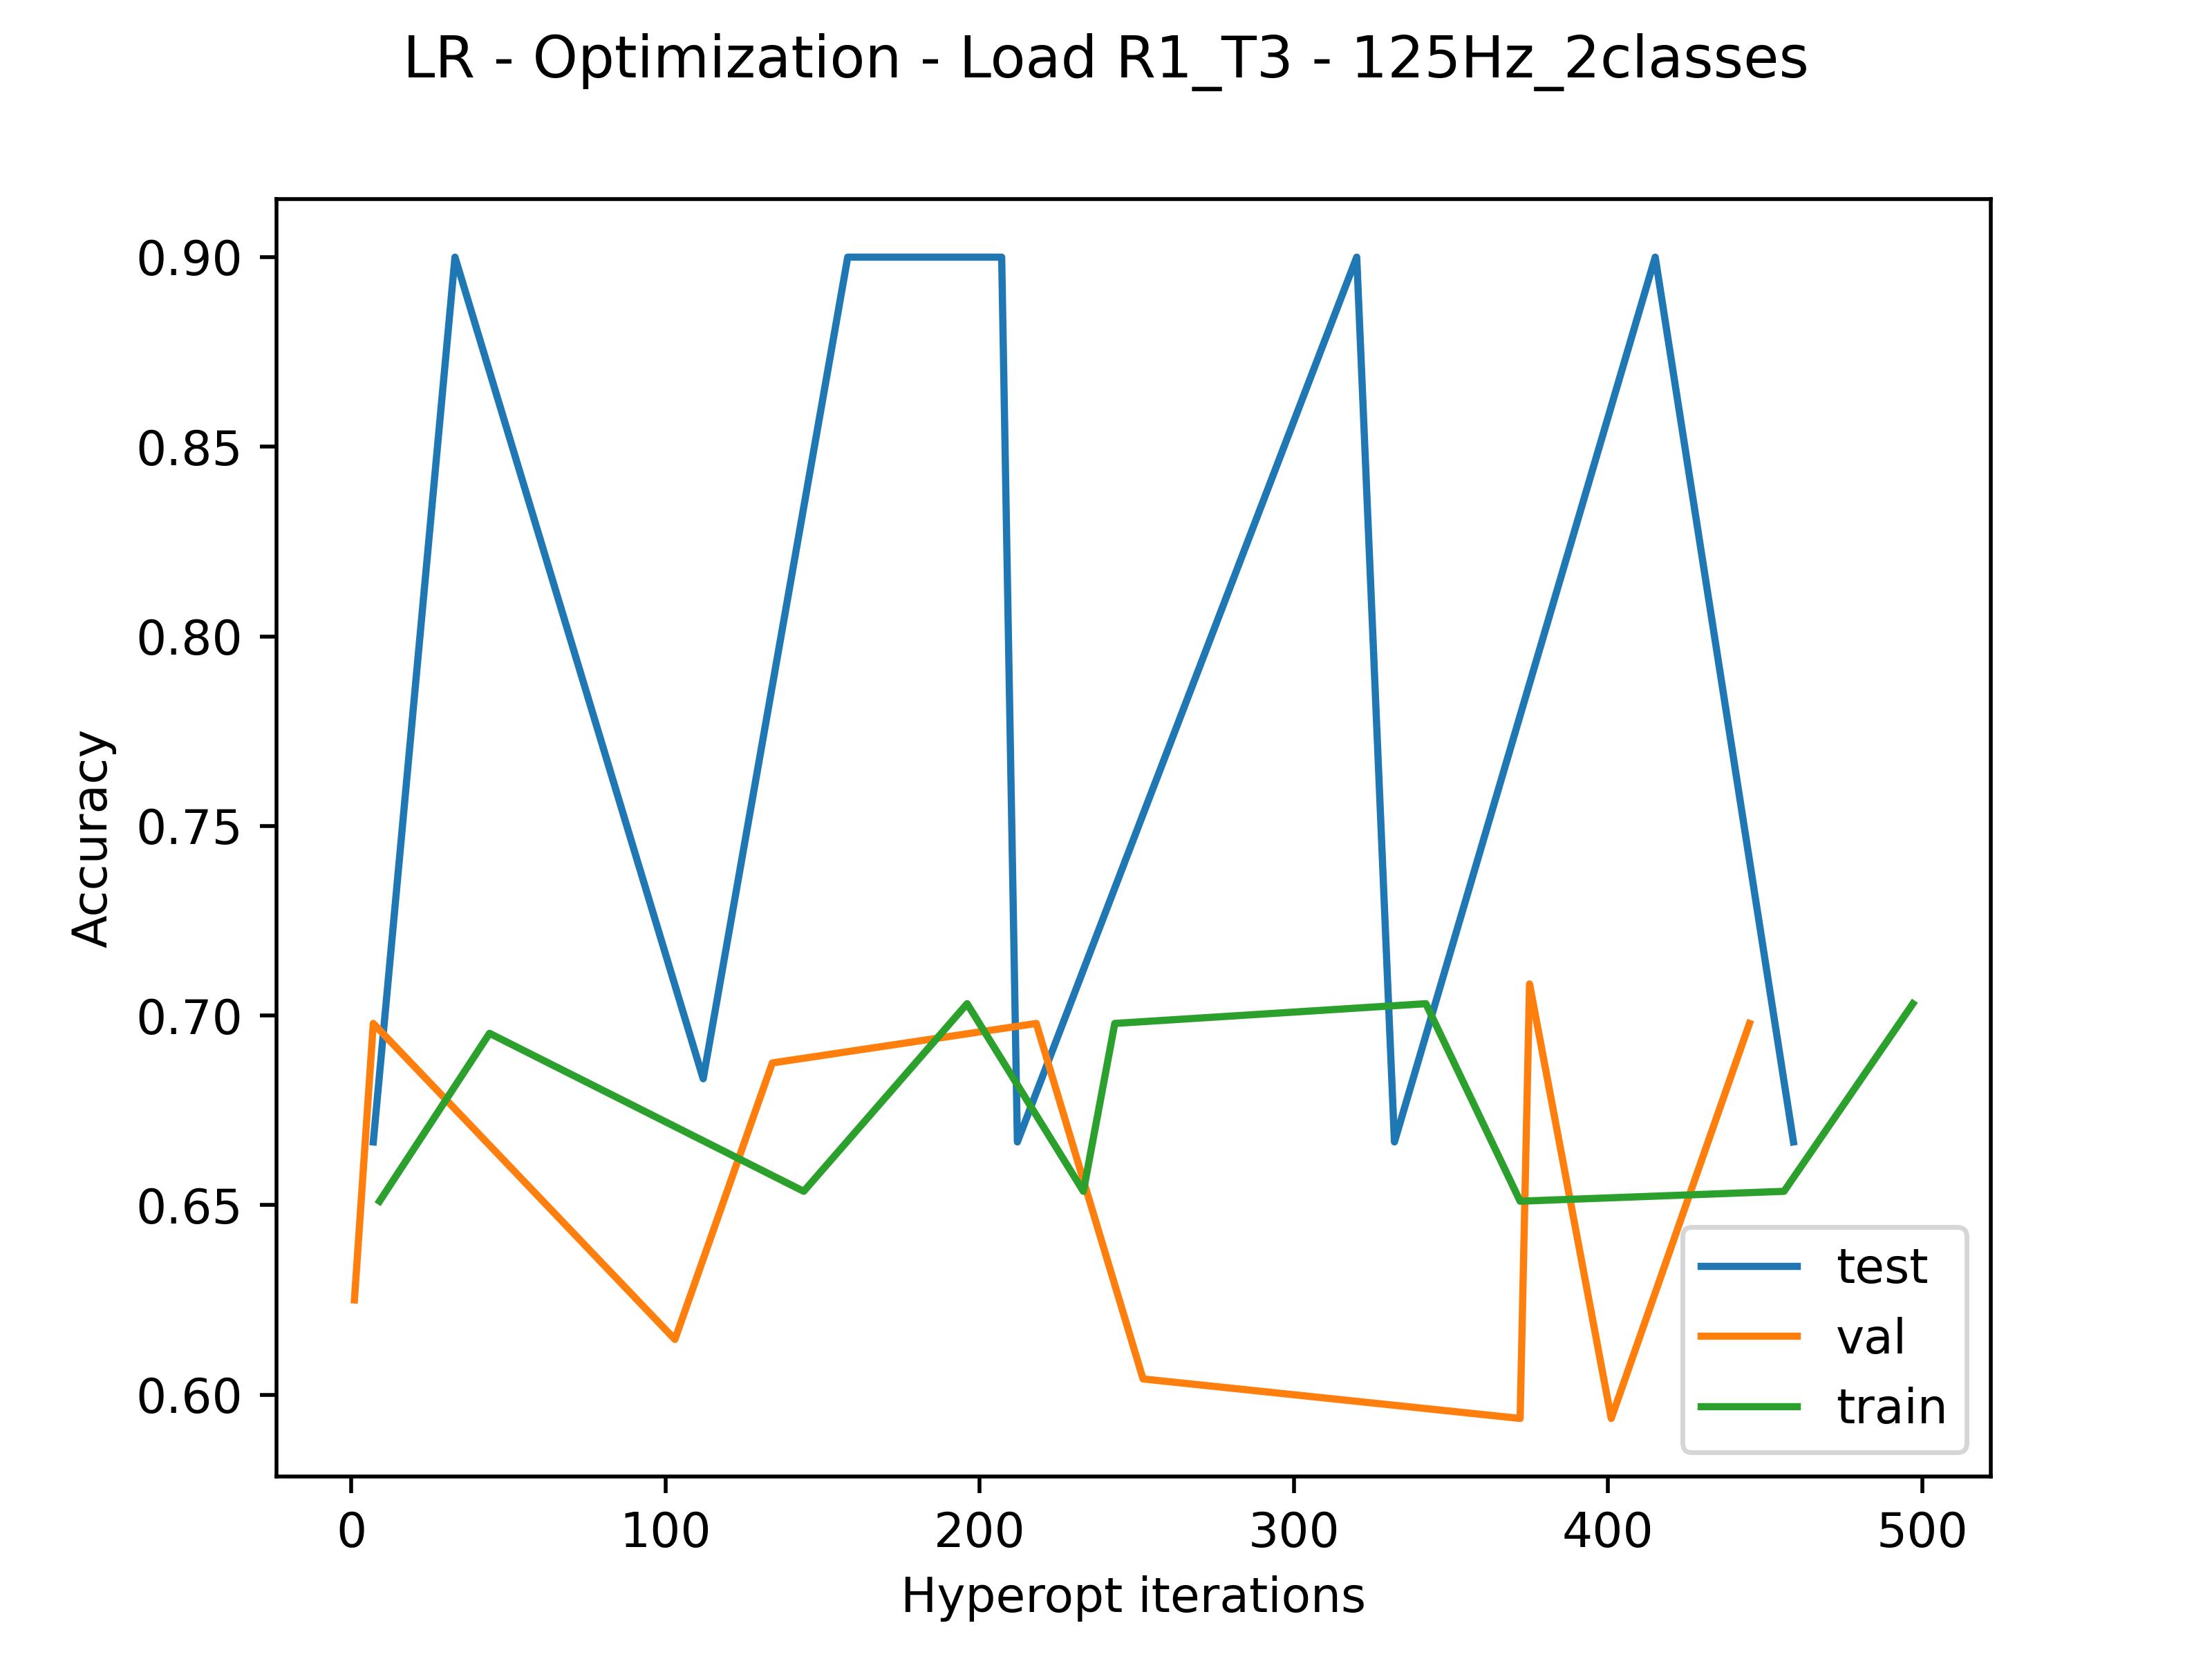 LR - Optimization - Load R1_T3 - 125Hz_2classes
0.90
0.85
0.80
0.75
0.70
0.65
0.60
Accuracy
test
val
train
0 100 200 300 400 500
Hyperopt iterations